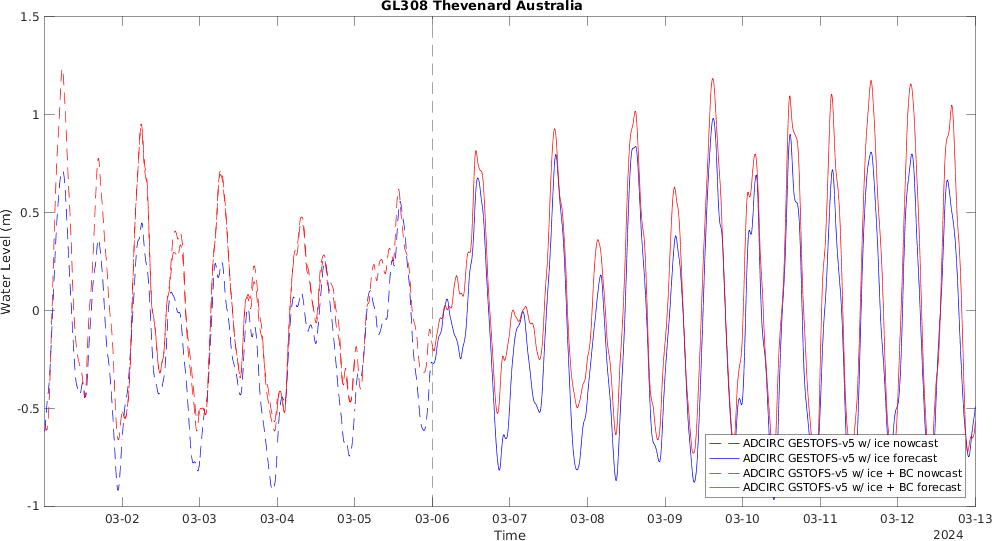 GL308 Thevenard Australia
Water Level (m)
1.5
1
0.5
0
-0.5
-1
ADCIRC GESTOFS-v5 w/ ice nowcast
ADCIRC GESTOFS-v5 w/ ice forecast
ADCIRC GSTOFS-v5 w/ ice + BC nowcast
ADCIRC GSTOFS-v5 w/ ice + BC forecast
03-02 03-03 03-04 03-05 03-06 03-07 03-08 03-09 03-10 03-11 03-12 03-13
Time
2024